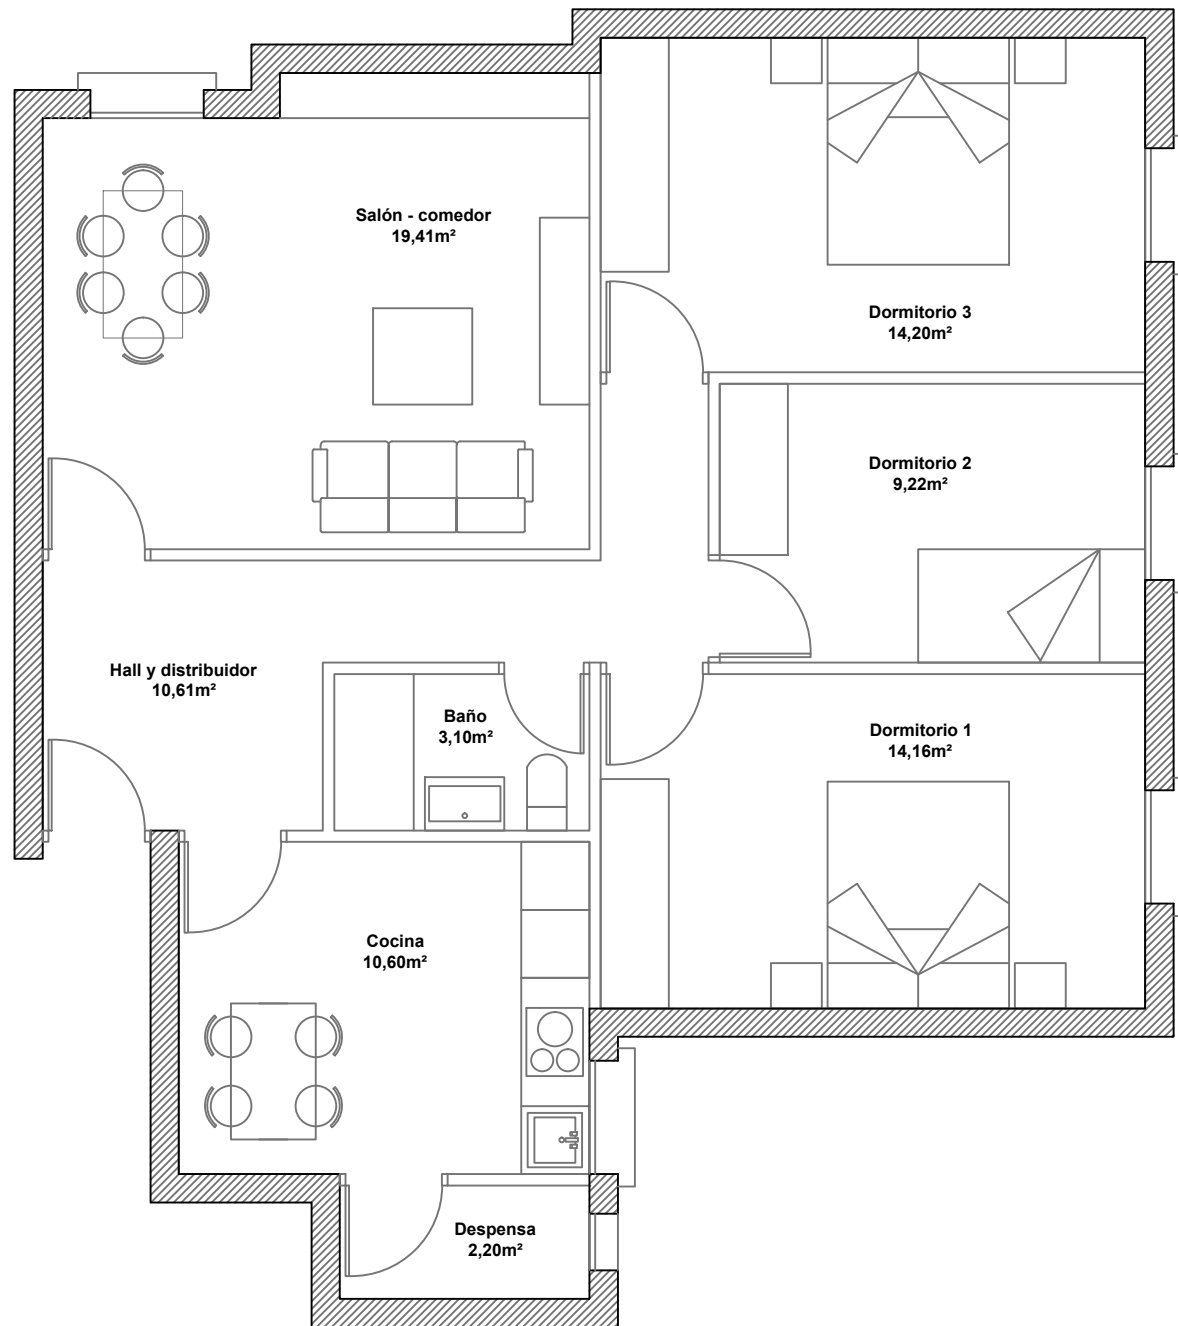 Salón - comedor
19,41m²
Dormitorio 3
14,20m²
Dormitorio 2
9,22m²
Hall y distribuidor
10,61m²
Baño
3,10m²
Dormitorio 1
14,16m²
Cocina
10,60m²
Despensa
2,20m²